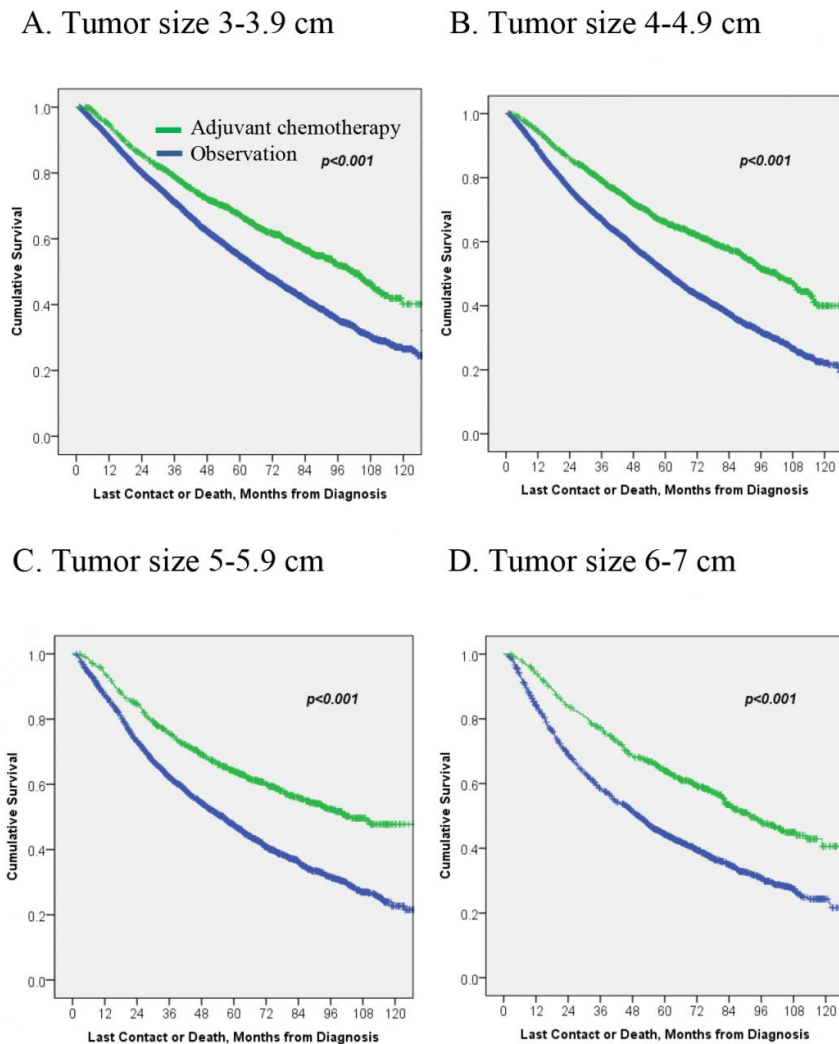 A. Tumor size 3-3.9 cm
1.0
0.8
0.6
0.4
0.2
0.0
Cumulative Survival
Adjuvant chemotherapy
Observation
p<0.001
0 12 24 36 48 60 72 84 96 108 120
Last Contact or Death, Months from Diagnosis
B. Tumor size 4-4.9 cm
1.0
0.8
0.6
0.4
0.2
0.0
Cumulative Survival
p<0.001
0 12 24 36 48 60 72 84 96 108 120
Last Contact or Death, Months from Diagnosis
C. Tumor size 5-5.9 cm
1.0
0.8
0.6
0.4
0.2
0.0
Cumulative Survival
p<0.001
0 12 24 36 48 60 72 84 96 108 120
Last Contact or Death, Months from Diagnosis
D. Tumor size 6-7 cm
1.0
0.8
0.6
0.4
0.2
0.0
Cumulative Survival
p<0.001
0 12 24 36 48 60 72 84 96 108 120
Last Contact or Death, Months from Diagnosis